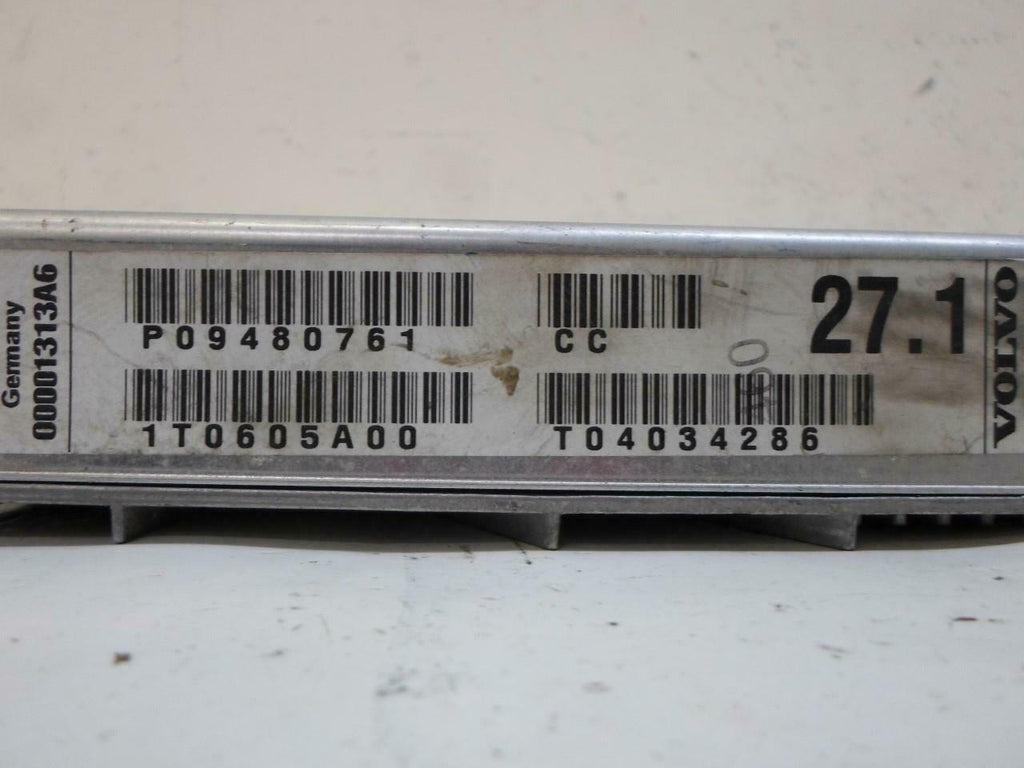 Germany
00001313A6
P09480761
CC
27.1
1T0605A00
T04034286
VOLVO